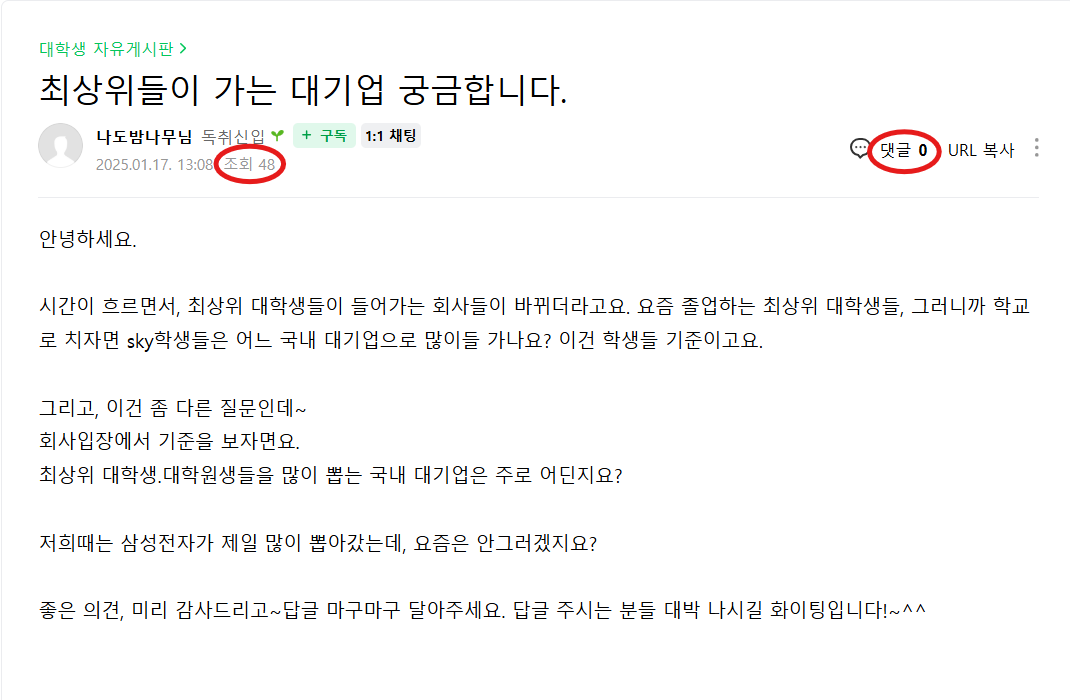 대학생 자유게시판 >
최상위들이 가는 대기업 궁금합니다.
나도밤나무님 독취신입 + 구독 1:1 채팅
2025.01.17. 13:08 조회 48
댓글 0 URL 복사
안녕하세요.
시간이 흐르면서, 최상위 대학생들이 들어가는 회사들이 바뀌더라고요. 요즘 졸업하는 최상위 대학생들, 그러니까 학교
로 치자면 sky학생들은 어느 국내 대기업으로 많이들 가나요? 이건 학생들 기준이고요.
그리고, 이건 좀 다른 질문인데~
회사입장에서 기준을 보자면요.
최상위 대학생.대학원생들을 많이 뽑는 국내 대기업은 주로 어딘지요?
저희때는 삼성전자가 제일 많이 뽑아갔는데, 요즘은 안그러겠지요?
좋은 의견, 미리 감사드리고~답글 마구마구 달아주세요. 답글 주시는 분들 대박 나시길 화이팅입니다!~^^